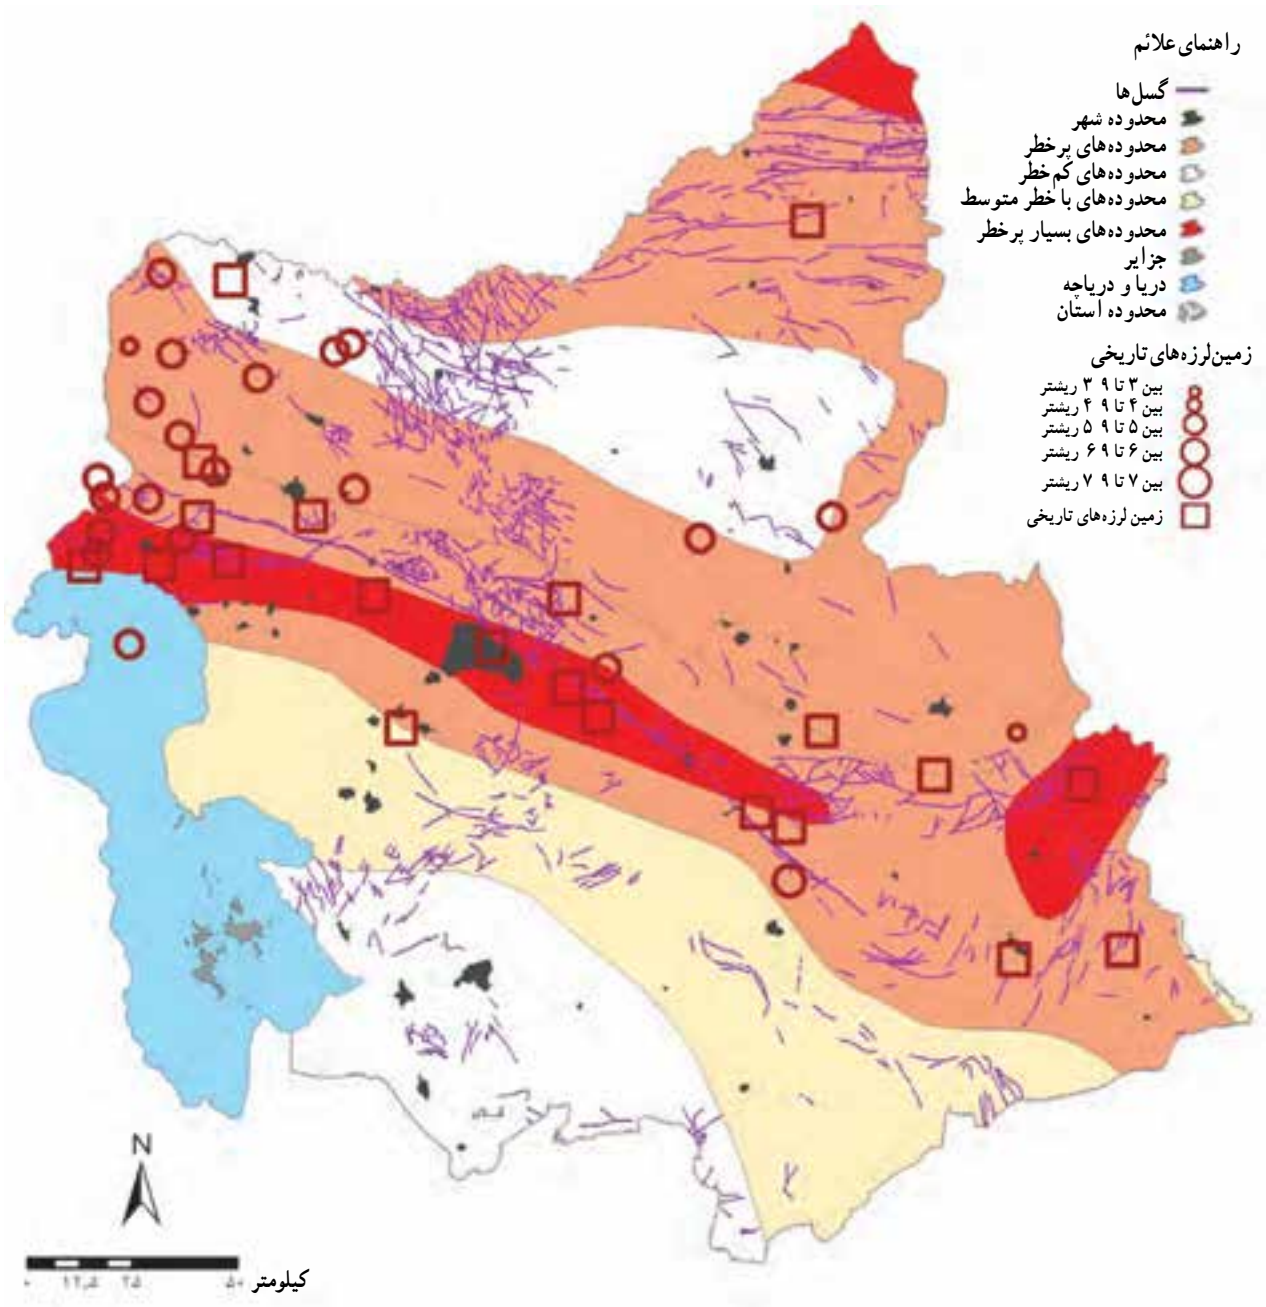 راهنمای علائم
گسل‌ها
محدوده شهر
محدوده‌های پرخطر
محدوده‌های کم‌خطر
محدوده‌های با خطر متوسط
محدوده‌های بسیار پرخطر
جزایر
دریا و دریاچه
محدوده استان
زمین‌لرزه‌های تاریخی
بین ۳ تا ۹ ۳ ریشتر
بین ۴ تا ۹ ۴ ریشتر
بین ۵ تا ۹ ۵ ریشتر
بین ۶ تا ۹ ۶ ریشتر
بین ۷ تا ۹ ۷ ریشتر
زمین لرزه‌های تاریخی
N
۰ ۱۲٫۵ ۲۵ ۵۰ کیلومتر